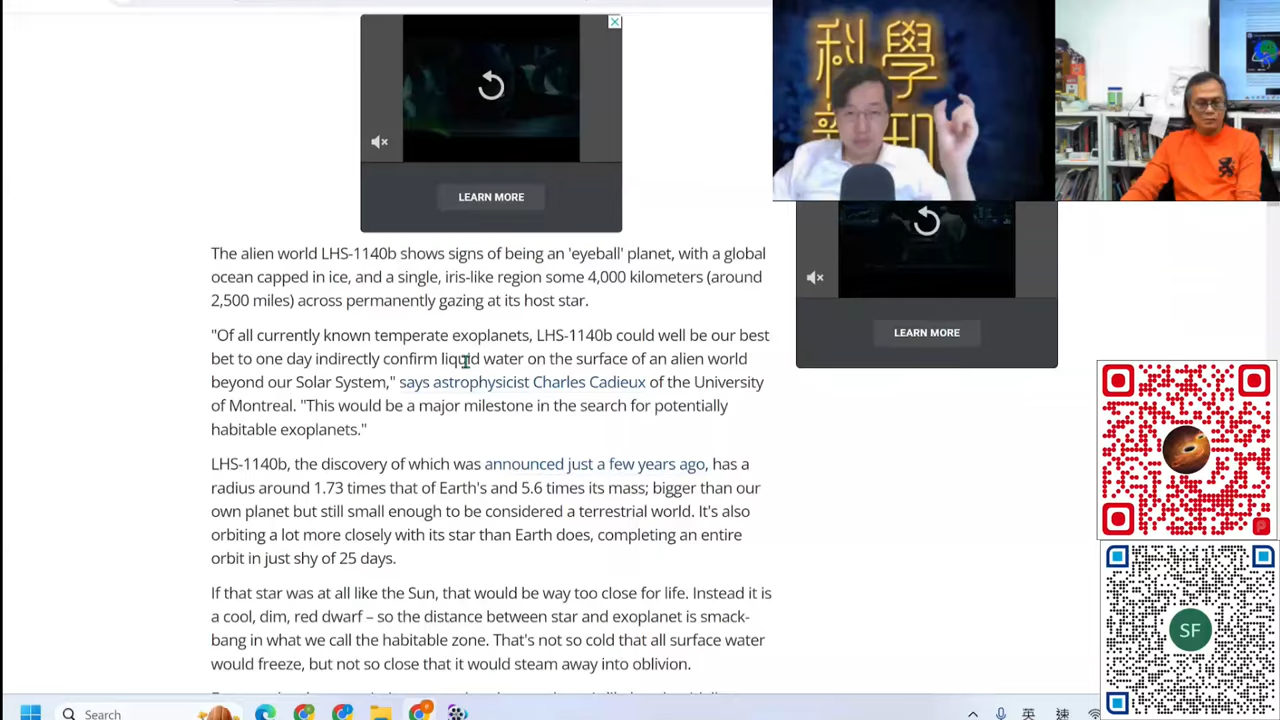 LEARN MORE
LEARN MORE
科學
新知
The alien world LHS-1140b shows signs of being an 'eyeball' planet, with a global
ocean capped in ice, and a single, iris-like region some 4,000 kilometers (around
2,500 miles) across permanently gazing at its host star.
"Of all currently known temperate exoplanets, LHS-1140b could well be our best
bet to one day indirectly confirm liquid water on the surface of an alien world
beyond our Solar System," says astrophysicist Charles Cadieux of the University
of Montreal. "This would be a major milestone in the search for potentially
habitable exoplanets."
LHS-1140b, the discovery of which was announced just a few years ago, has a
radius around 1.73 times that of Earth's and 5.6 times its mass; bigger than our
own planet but still small enough to be considered a terrestrial world. It's also
orbiting a lot more closely with its star than Earth does, completing an entire
orbit in just shy of 25 days.
If that star was at all like the Sun, that would be way too close for life. Instead it is
a cool, dim, red dwarf – so the distance between star and exoplanet is smack-
bang in what we call the habitable zone. That's not so cold that all surface water
would freeze, but not so close that it would steam away into oblivion.
SF
Search
英
速